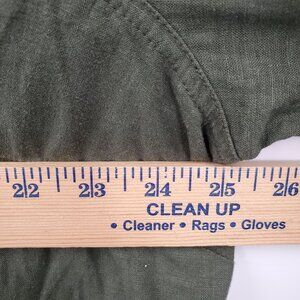 22 23 24 25 26
CLEAN UP
• Cleaner • Rags • Gloves